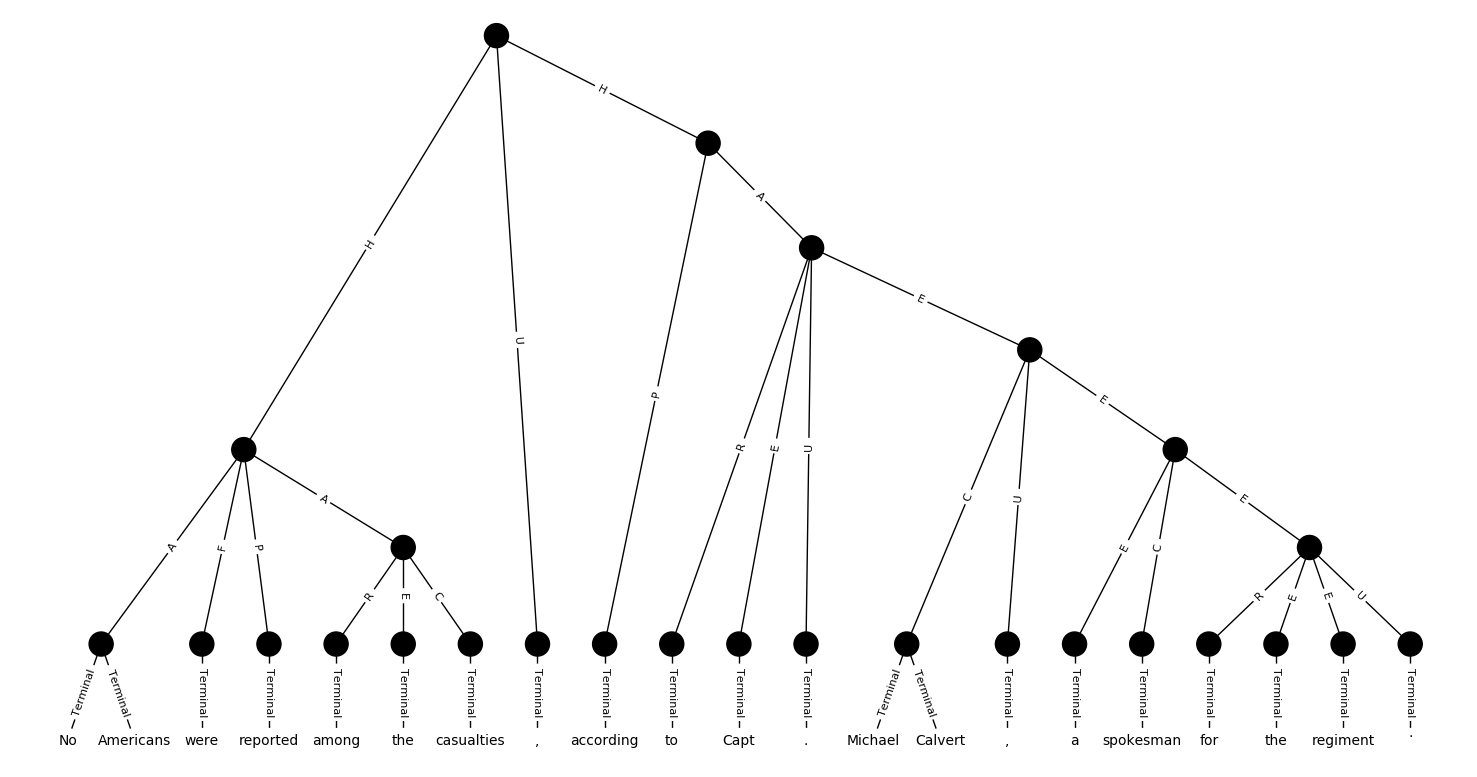 H
A
H
E
U
P
E
R
E
U
A
C
U
E
A
F
P
E
C
R
E
C
R
E
E
U
Terminal Terminal Terminal Terminal Terminal Terminal Terminal Terminal Terminal Terminal Terminal Terminal Terminal Terminal Terminal Terminal Terminal Terminal Terminal Terminal Terminal
No Americans were reported among the casualties , according to Capt . Michael Calvert , a spokesman for the regiment .